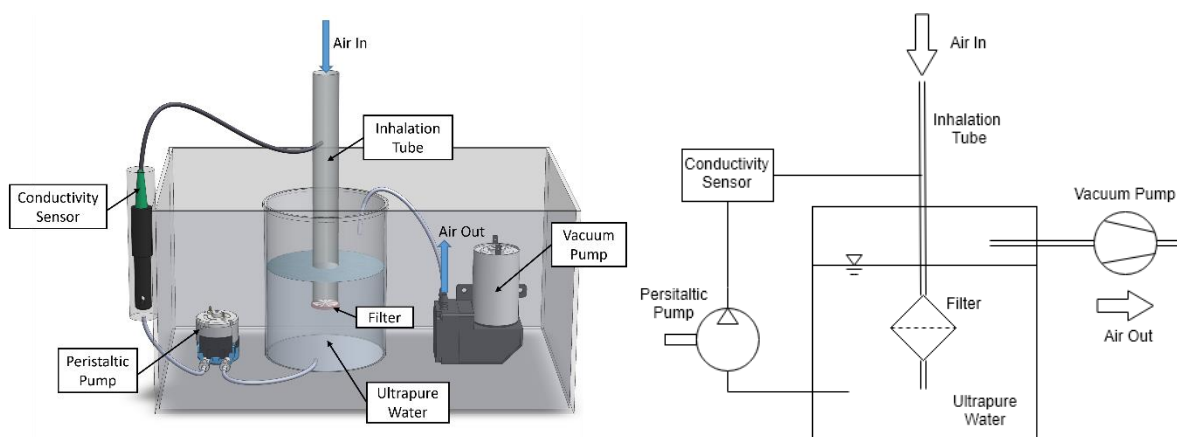 Air In
Inhalation
Tube
Conductivity
Sensor
Air Out
Vacuum
Pump
Filter
Peristaltic
Pump
Ultrapure
Water
Air In
Inhalation
Tube
Conductivity
Sensor
Vacuum Pump
Persitaltic
Pump
Filter
Air Out
Ultrapure
Water